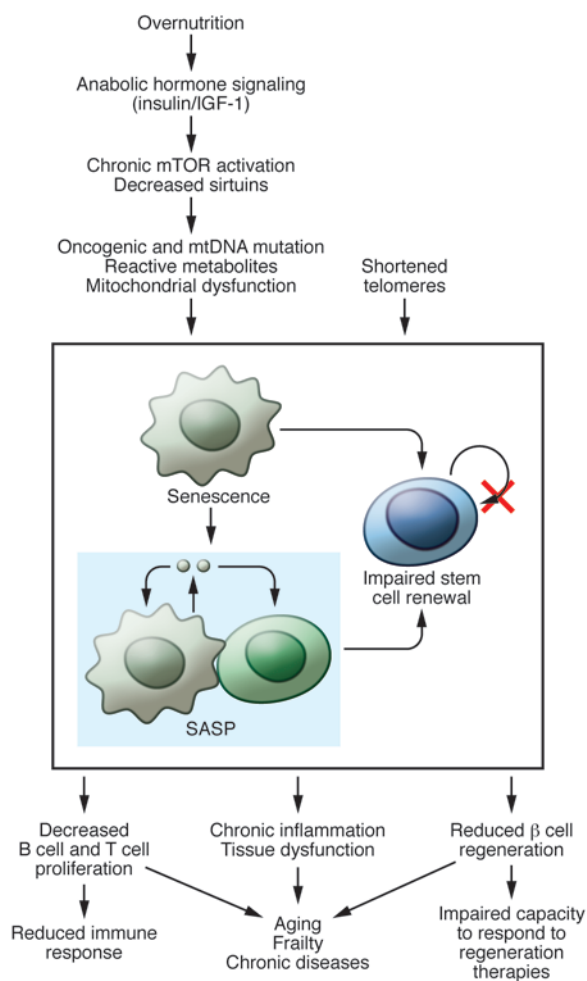 Overnutrition
Anabolic hormone signaling
(insulin/IGF-1)
Chronic mTOR activation
Decreased sirtuins
Oncogenic and mtDNA mutation
Reactive metabolites
Mitochondrial dysfunction
Shortened
telomeres
Senescence
Impaired stem
cell renewal
SASP
Decreased
B cell and T cell
proliferation
Chronic inflammation
Tissue dysfunction
Reduced β cell
regeneration
Reduced immune
response
Aging
Frailty
Chronic diseases
Impaired capacity
to respond to
regeneration
therapies